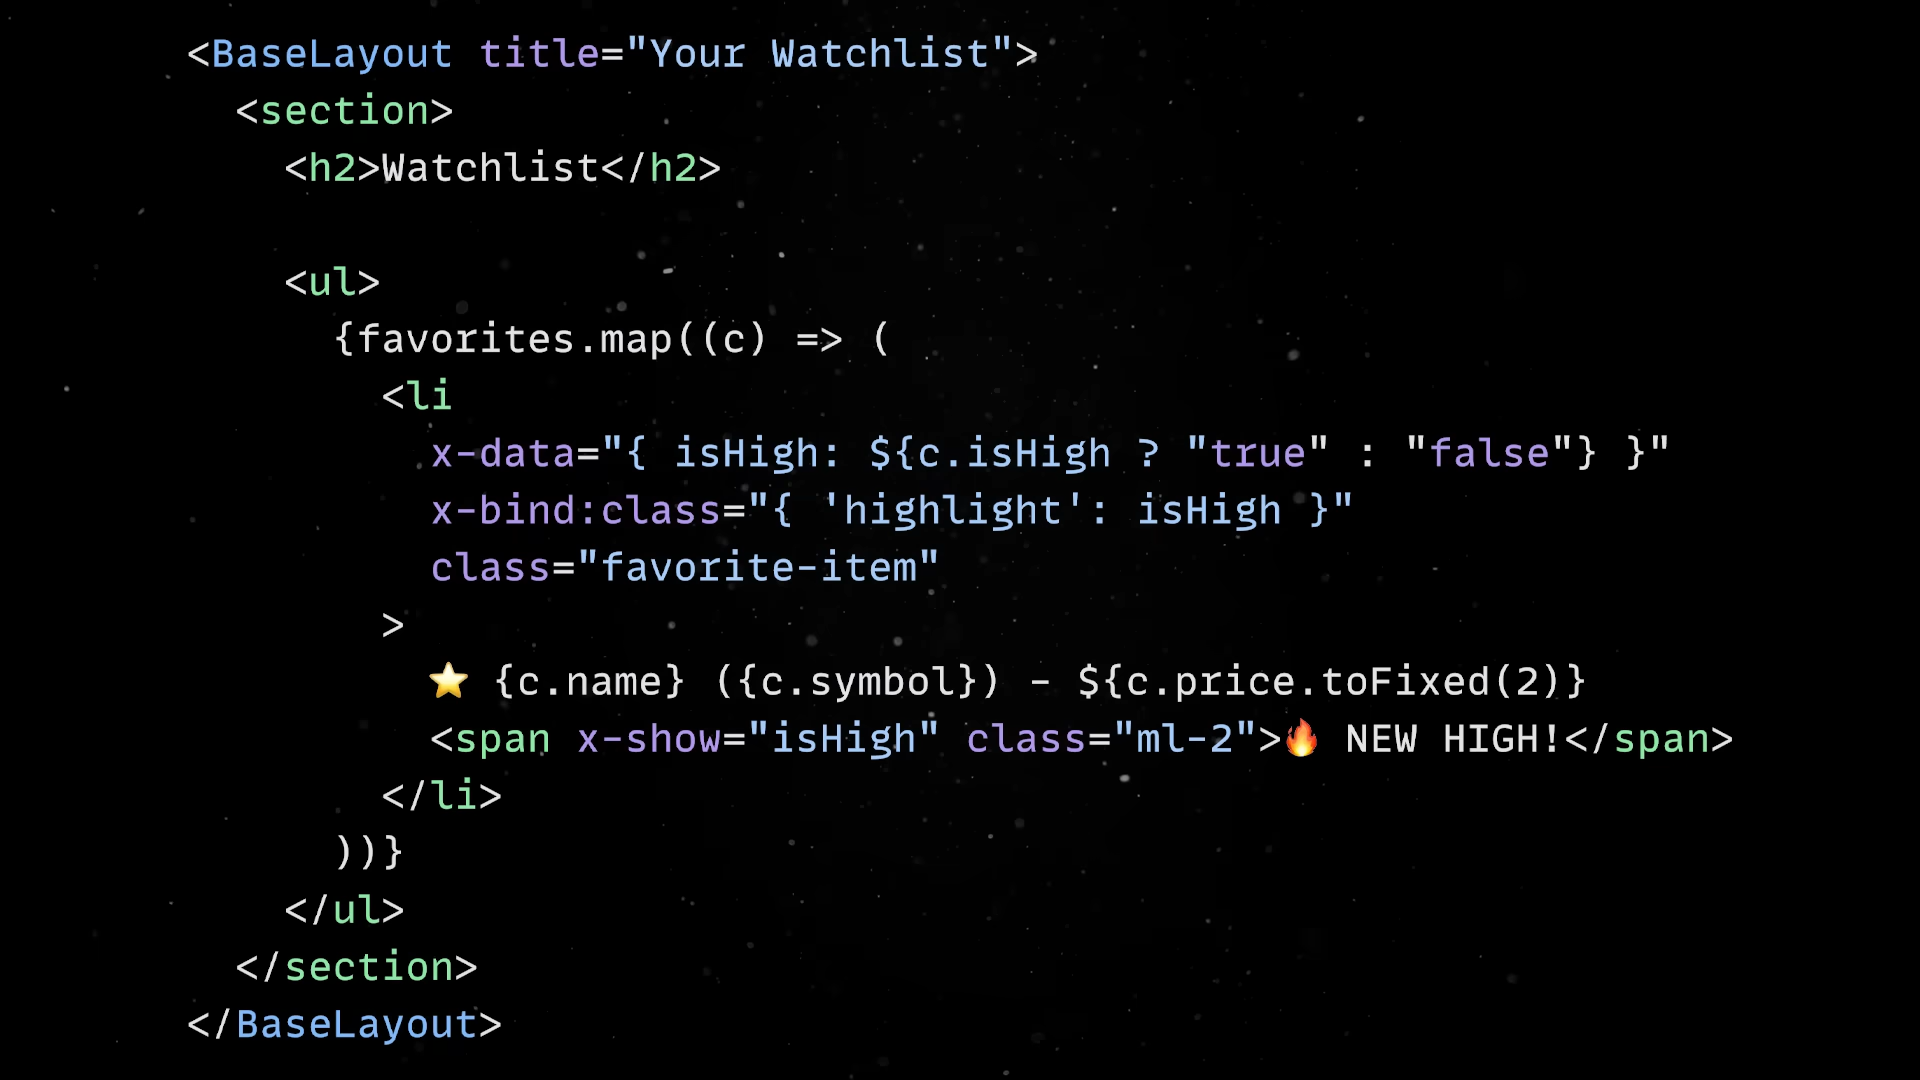 <BaseLayout title="Your Watchlist">
<section>
<h2>Watchlist</h2>
<ul>
{favorites.map((c) => (
<li
x-data="{ isHigh: ${c.isHigh ? "true" : "false"} }"
x-bind:class="{ 'highlight': isHigh }"
class="favorite-item"
>
⭐ {c.name} ({c.symbol}) - ${c.price.toFixed(2)}
<span x-show="isHigh" class="ml-2">🔥 NEW HIGH!</span>
</li>
))}
</ul>
</section>
</BaseLayout>